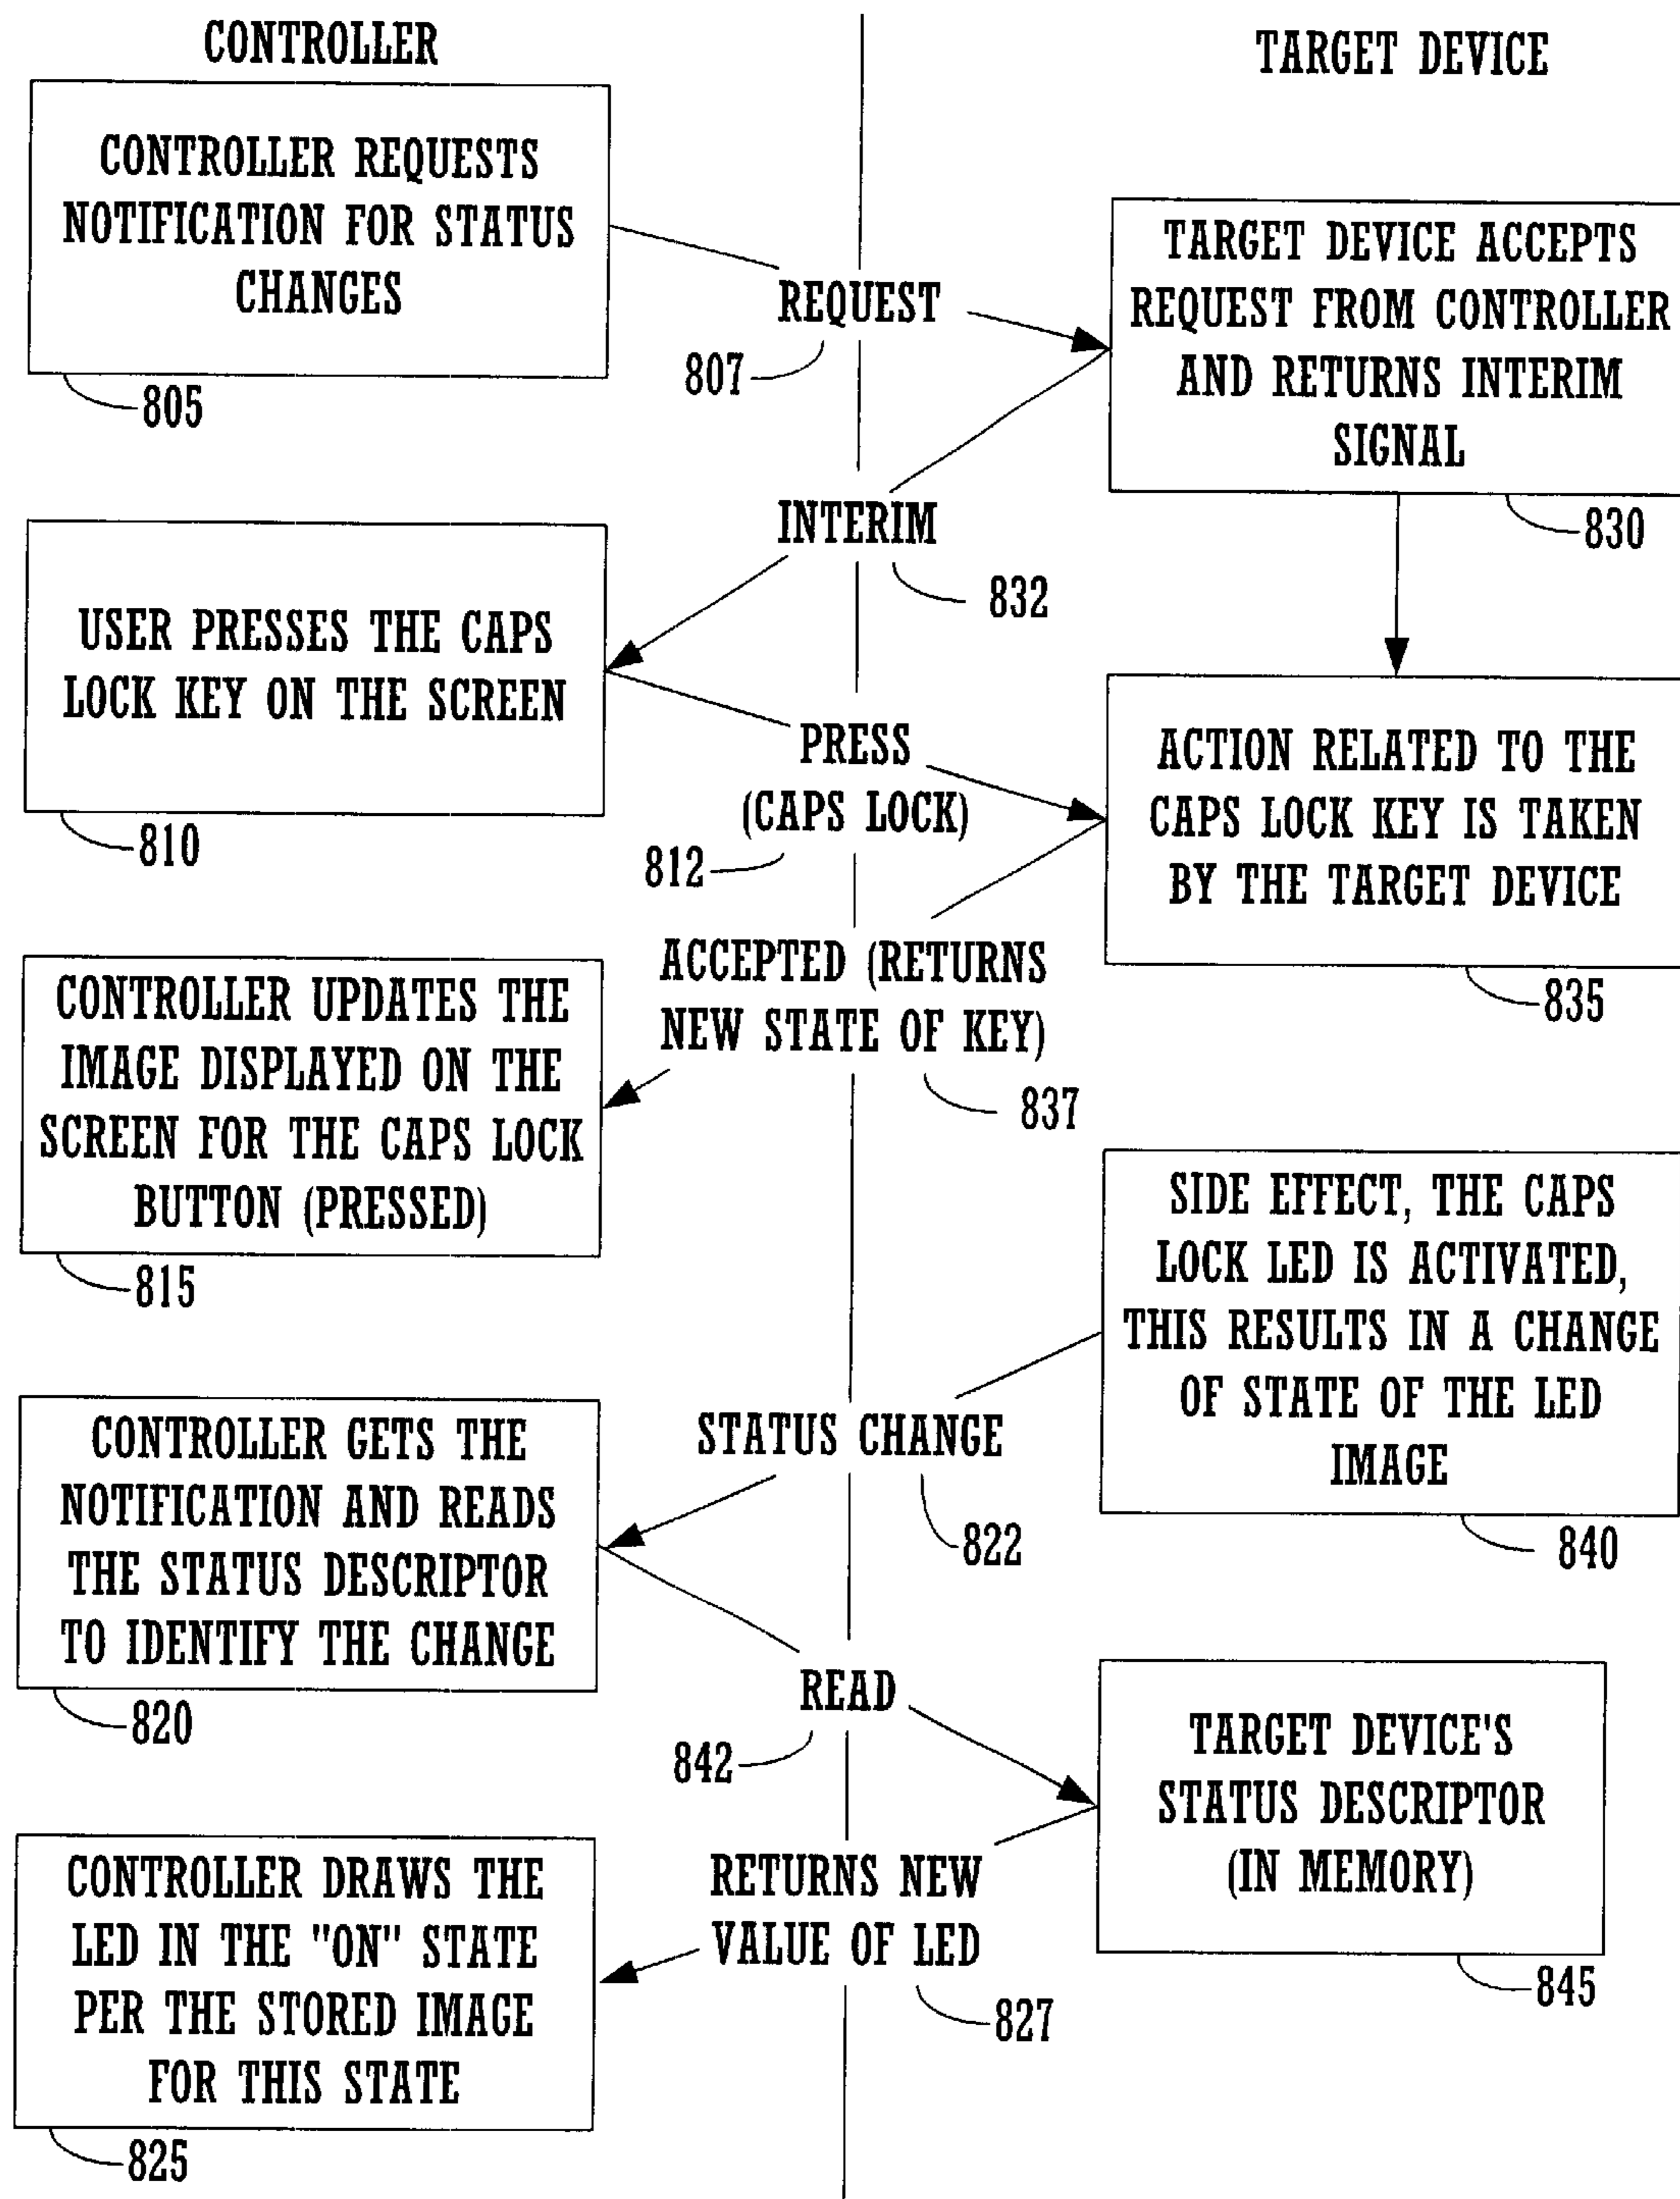 CONTROLLER
TARGET DEVICE
CONTROLLER REQUESTS
NOTIFICATION FOR STATUS
CHANGES
805
REQUEST
807
TARGET DEVICE ACCEPTS
REQUEST FROM CONTROLLER
AND RETURNS INTERIM
SIGNAL
830
INTERIM
832
USER PRESSES THE CAPS
LOCK KEY ON THE SCREEN
810
PRESS
(CAPS LOCK)
812
ACTION RELATED TO THE
CAPS LOCK KEY IS TAKEN
BY THE TARGET DEVICE
835
ACCEPTED (RETURNS
NEW STATE OF KEY)
837
CONTROLLER UPDATES THE
IMAGE DISPLAYED ON THE
SCREEN FOR THE CAPS LOCK
BUTTON (PRESSED)
815
SIDE EFFECT, THE CAPS
LOCK LED IS ACTIVATED,
THIS RESULTS IN A CHANGE
OF STATE OF THE LED
IMAGE
840
STATUS CHANGE
822
CONTROLLER GETS THE
NOTIFICATION AND READS
THE STATUS DESCRIPTOR
TO IDENTIFY THE CHANGE
820
READ
842
TARGET DEVICE'S
STATUS DESCRIPTOR
(IN MEMORY)
845
RETURNS NEW
VALUE OF LED
827
CONTROLLER DRAWS THE
LED IN THE "ON" STATE
PER THE STORED IMAGE
FOR THIS STATE
825